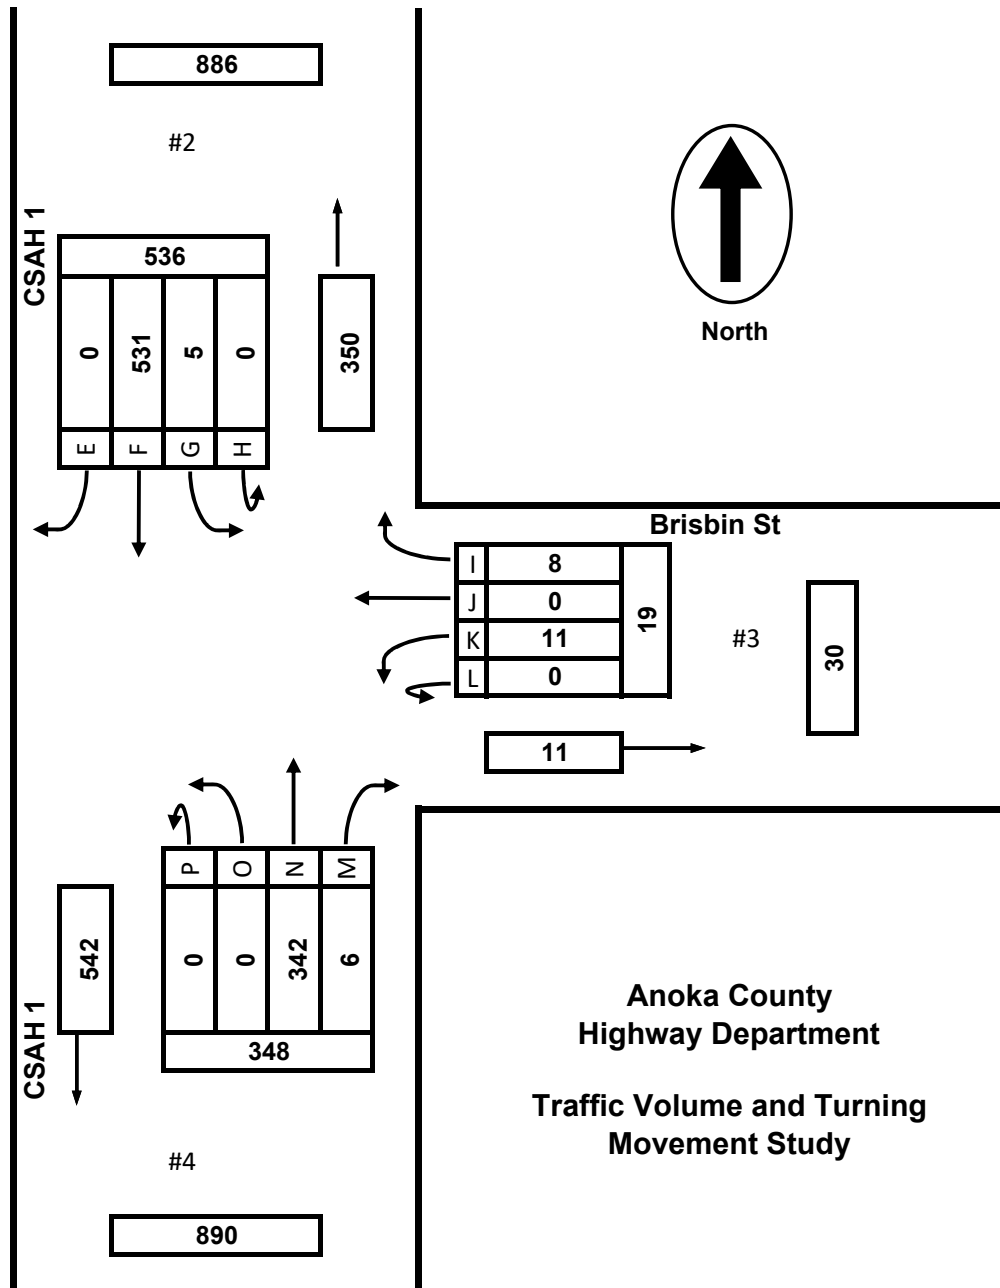 886
#2
CSAH 1
536
0
531
5
0
350
E
F
G
H
North
Brisbin St
I 8
J 0
K 11
L 0
19
#3
30
11
P
O
N
M
0
0
342
6
542
348
CSAH 1
#4
890
Anoka County
Highway Department
Traffic Volume and Turning
Movement Study